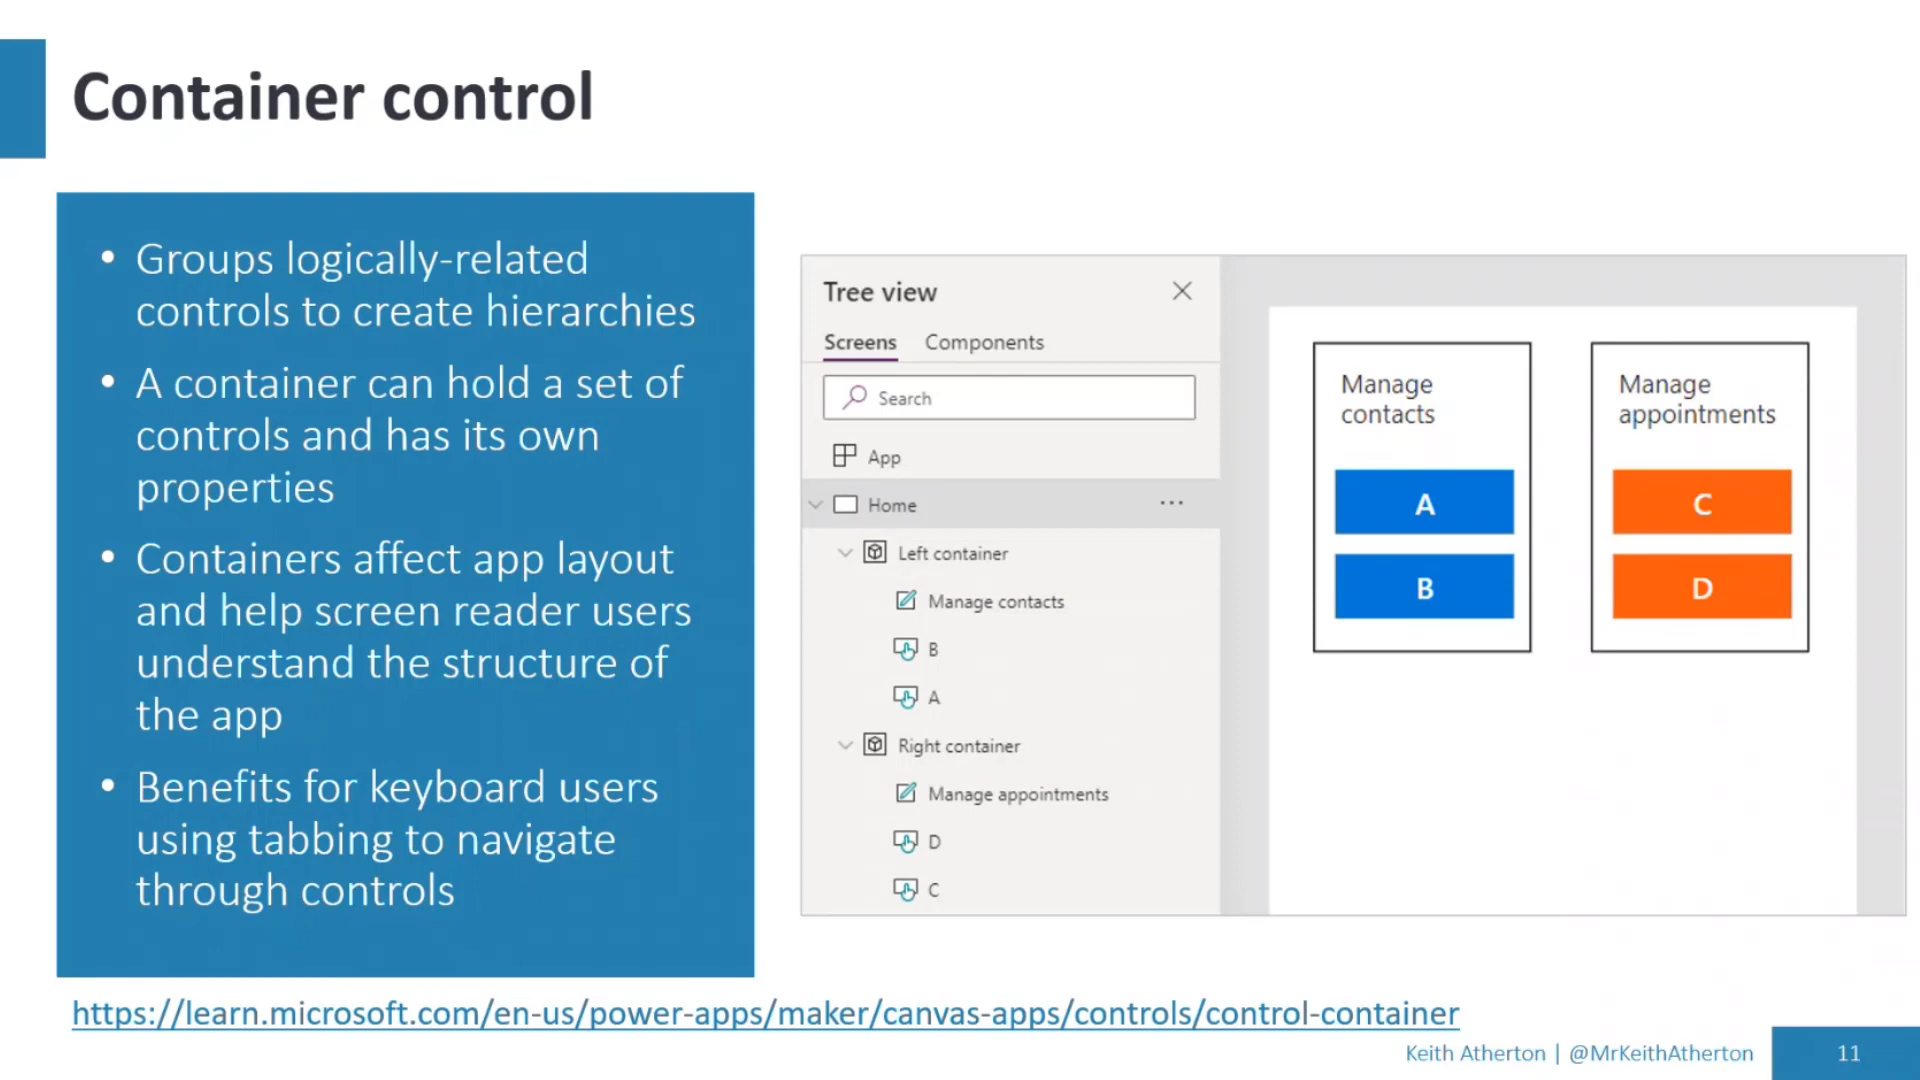 Container control
• Groups logically-related
controls to create hierarchies
• A container can hold a set of
controls and has its own
properties
• Containers affect app layout
and help screen reader users
understand the structure of
the app
• Benefits for keyboard users
using tabbing to navigate
through controls
Tree view
Screens Components
Search
App
Home
Left container
Manage contacts
B
A
Right container
Manage appointments
D
C
Manage
contacts
A
B
Manage
appointments
C
D
https://learn.microsoft.com/en-us/power-apps/maker/canvas-apps/controls/control-container
Keith Atherton | @MrKeithAtherton
11